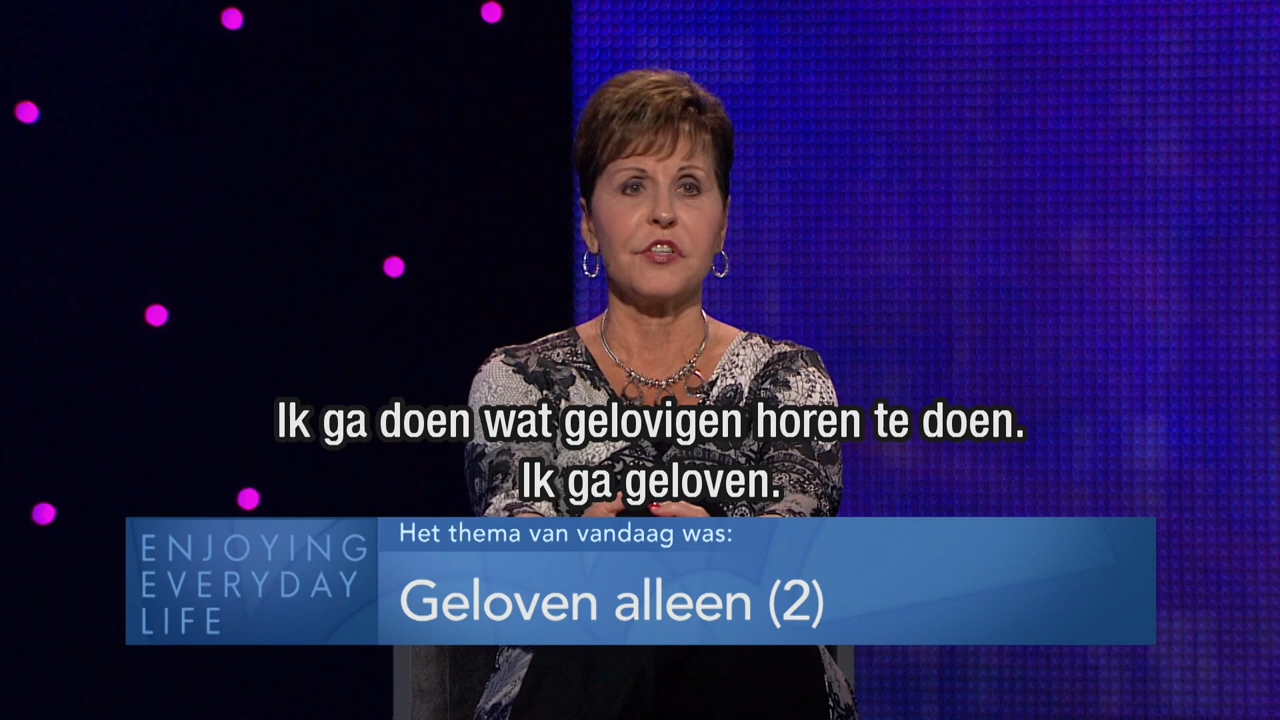 Ik ga doen wat gelovigen horen te doen.
Ik ga geloven.
ENJOYING
EVERYDAY
LIFE
Het thema van vandaag was:
Geloven alleen (2)